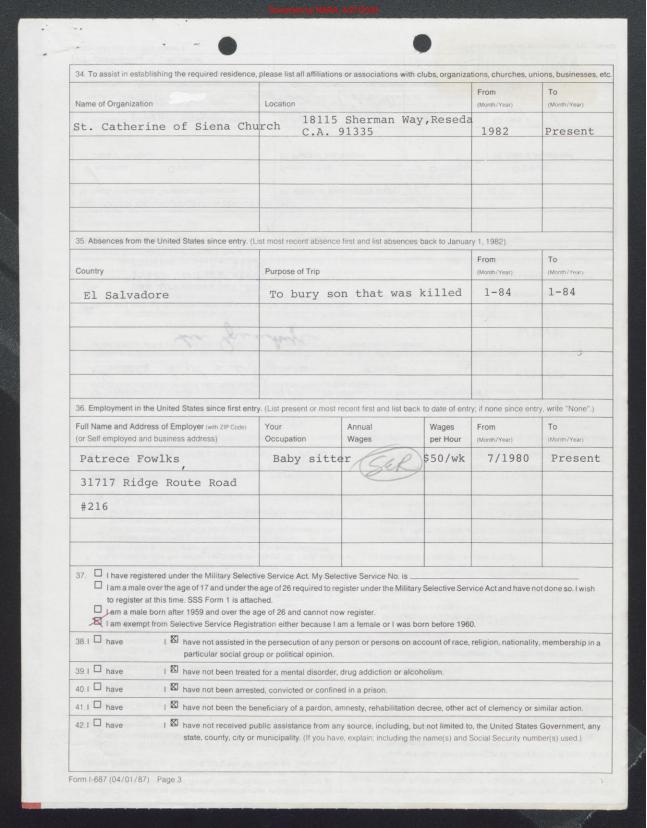 34. To assist in establishing the required residence, please list all affiliations or associations with clubs, organizations, churches, unions, businesses, etc.
Name of Organization
Location
From
(Month/Year)
To
(Month/Year)
St. Catherine of Siena Church
18115 Sherman Way,Reseda
C.A. 91335
1982
Present
35. Absences from the United States since entry. (List most recent absence first and list absences back to January 1, 1982)
Country
Purpose of Trip
From
(Month/Year)
To
(Month/Year)
El Salvadore
To bury son that was killed
1-84
1-84
36. Employment in the United States since first entry. (List present or most recent first and list back to date of entry; if none since entry, write "None".)
Full Name and Address of Employer (with ZIP Code)
(or Self employed and business address)
Your
Occupation
Annual
Wages
Wages
per Hour
From
(Month/Year)
To
(Month/Year)
Patrece Fowlks,
Baby sitter
$50/wk
7/1980
Present
31717 Ridge Route Road
#216
37. I have registered under the Military Selective Service Act. My Selective Service No. is
I am a male over the age of 17 and under the age of 26 required to register under the Military Selective Service Act and have not done so. I wish
to register at this time. SSS Form 1 is attached.
I am a male born after 1959 and over the age of 26 and cannot now register.
I am exempt from Selective Service Registration either because I am a female or I was born before 1960.
38. I have I have not assisted in the persecution of any person or persons on account of race, religion, nationality, membership in a
particular social group or political opinion.
39. I have I have not been treated for a mental disorder, drug addiction or alcoholism.
40. I have I have not been arrested, convicted or confined in a prison.
41. I have I have not been the beneficiary of a pardon, amnesty, rehabilitation decree, other act of clemency or similar action.
42. I have I have not received public assistance from any source, including, but not limited to, the United States Government, any
state, county, city or municipality. (If you have, explain; including the name(s) and Social Security number(s) used.)
Form I-687 (04/01/87) Page 3